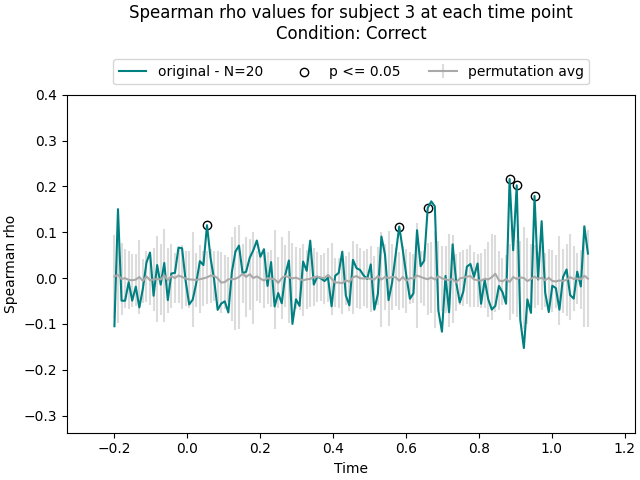 Spearman rho values for subject 3 at each time point
Condition: Correct
original - N=20
p <= 0.05
permutation avg
0.4
0.3
0.2
0.1
0.0
−0.1
−0.2
−0.3
Spearman rho
−0.2
0.0
0.2
0.4
0.6
0.8
1.0
1.2
Time